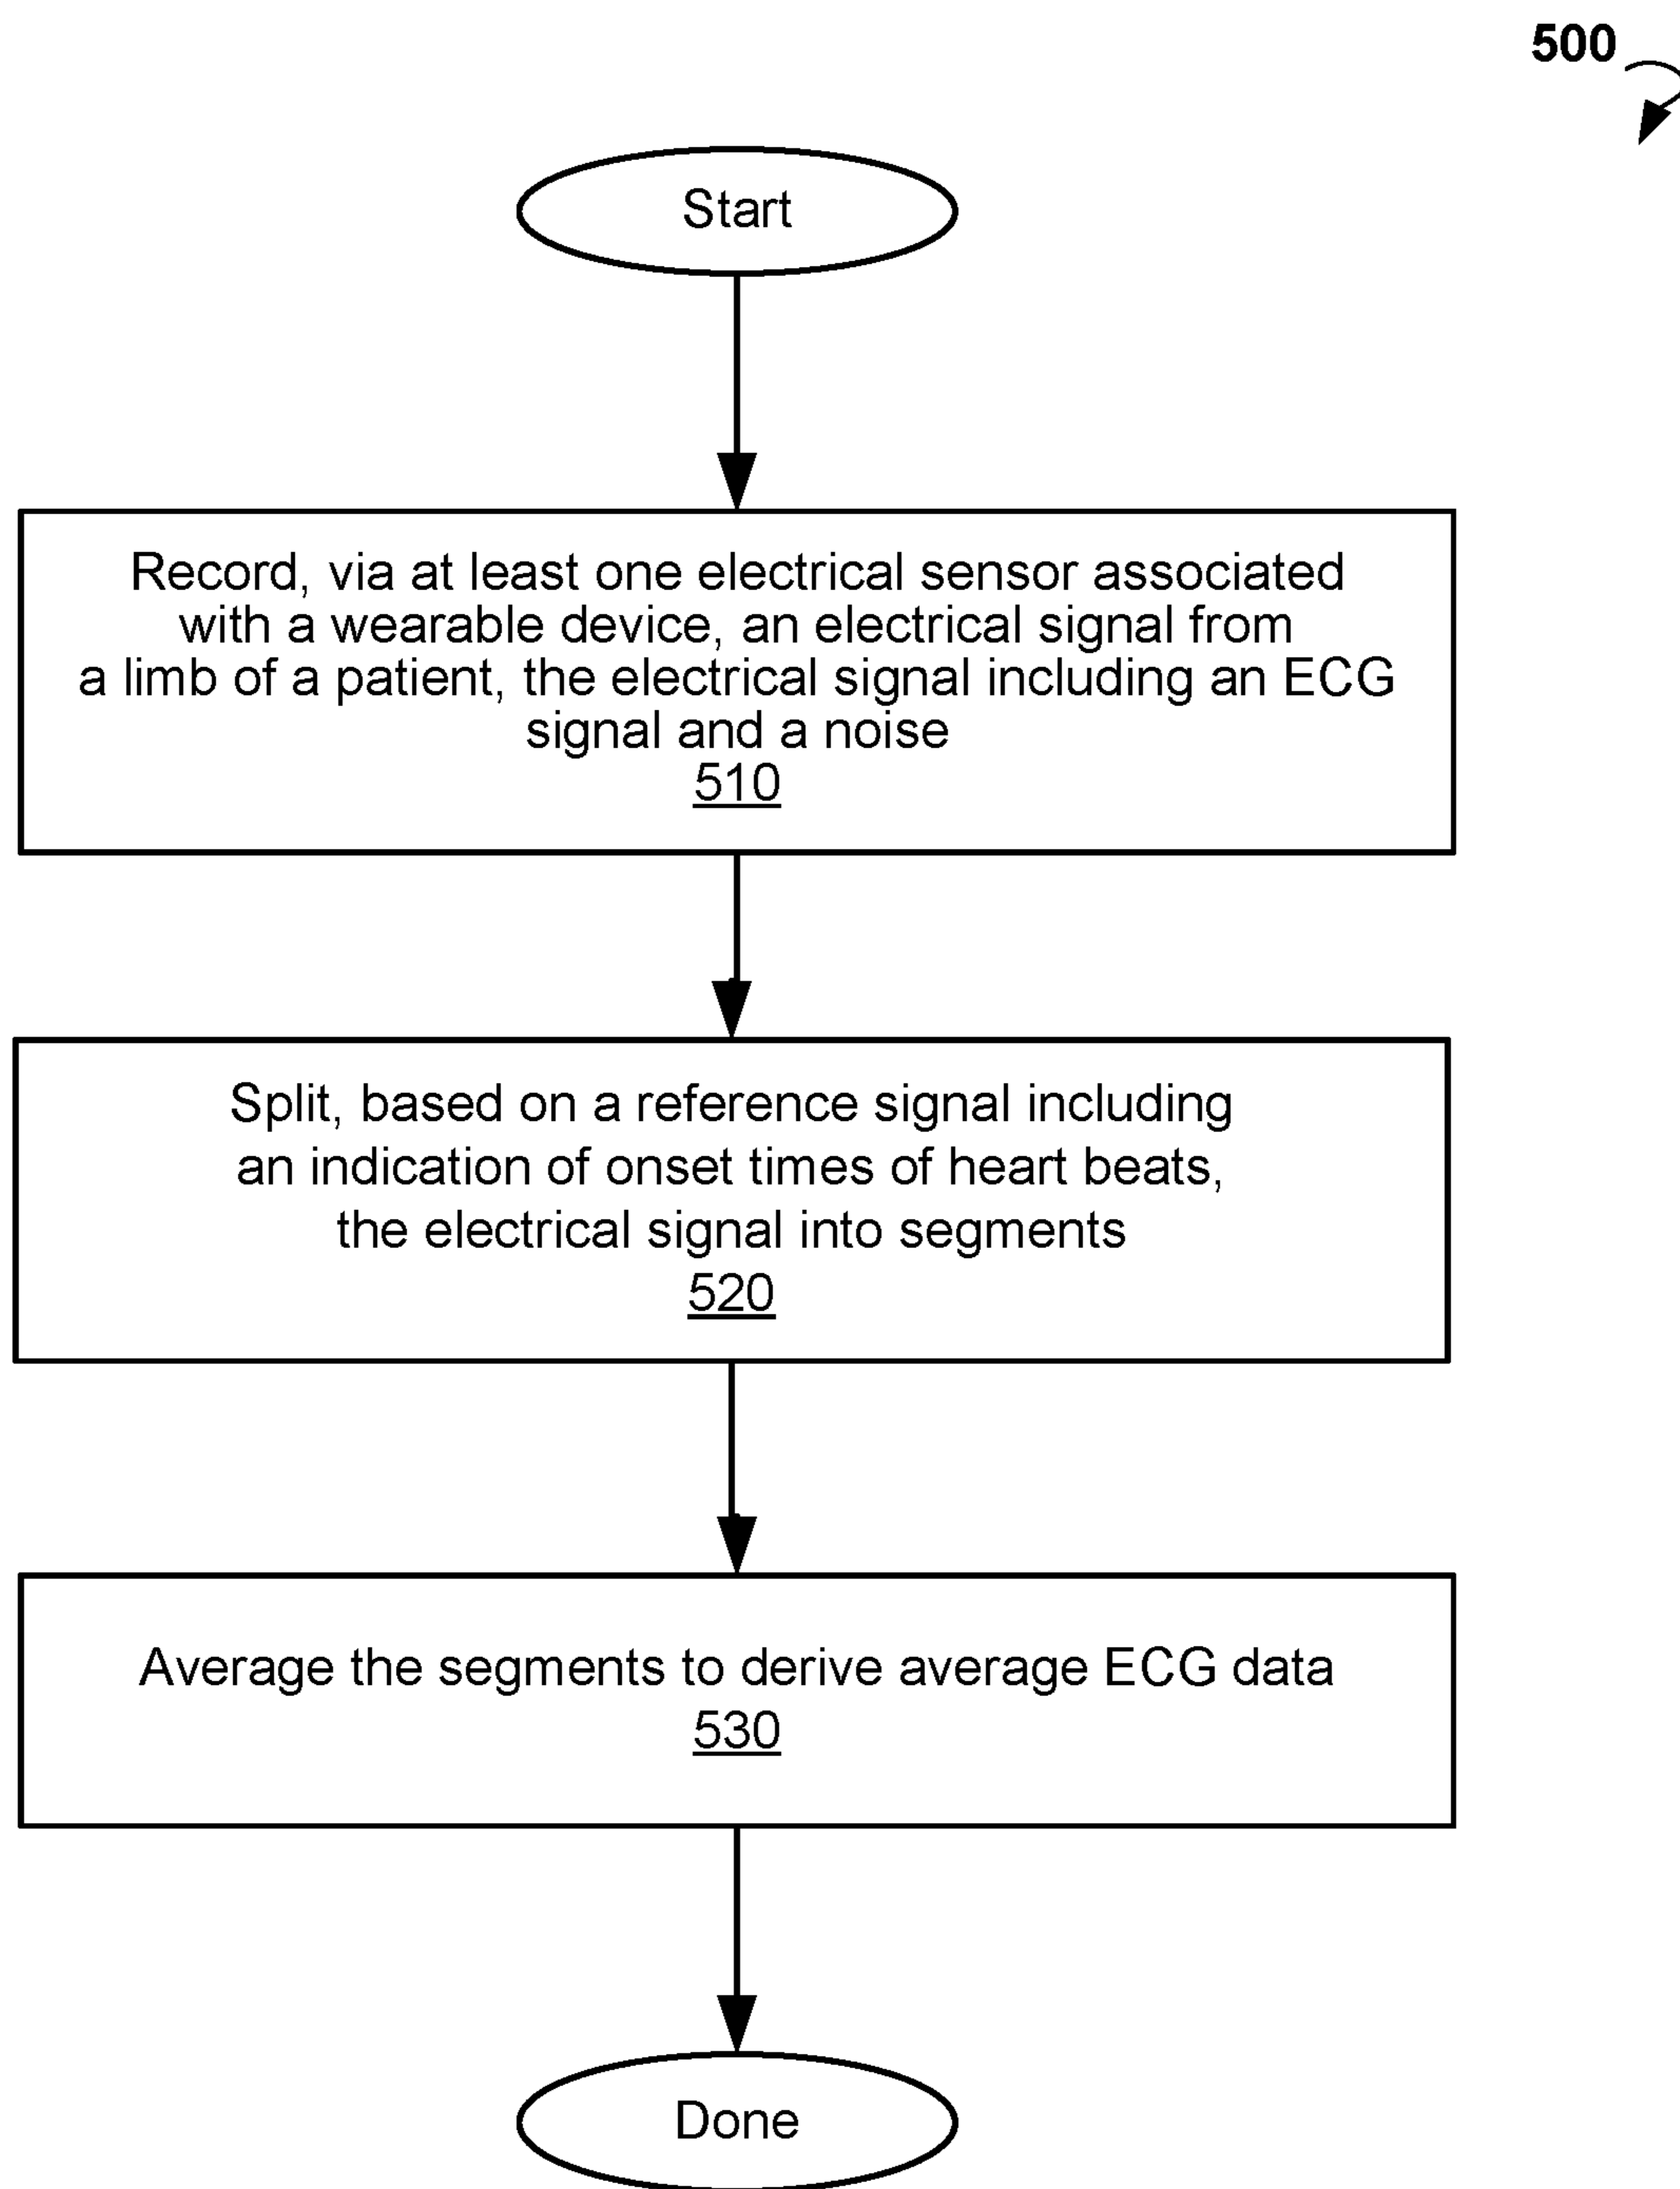 500
Start
Record, via at least one electrical sensor associated
with a wearable device, an electrical signal from
a limb of a patient, the electrical signal including an ECG
signal and a noise
510
Split, based on a reference signal including
an indication of onset times of heart beats,
the electrical signal into segments
520
Average the segments to derive average ECG data
530
Done